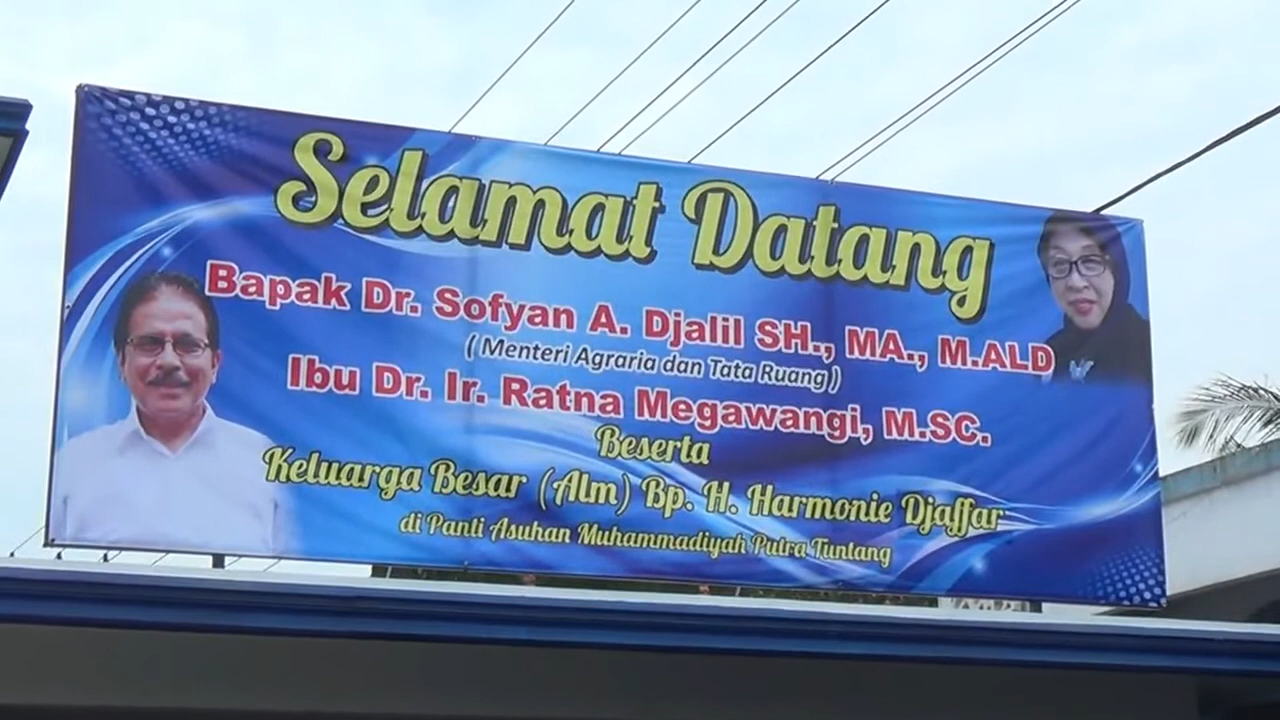 Selamat Datang
Bapak Dr. Sofyan A. Djalil SH., MA., M.ALD
( Menteri Agraria dan Tata Ruang )
Ibu Dr. Ir. Ratna Megawangi, M.SC.
Beserta
Keluarga Besar (Alm) Bp. H. Harmonie Djaffar
di Panti Asuhan Muhammadiyah Putra Tuntang